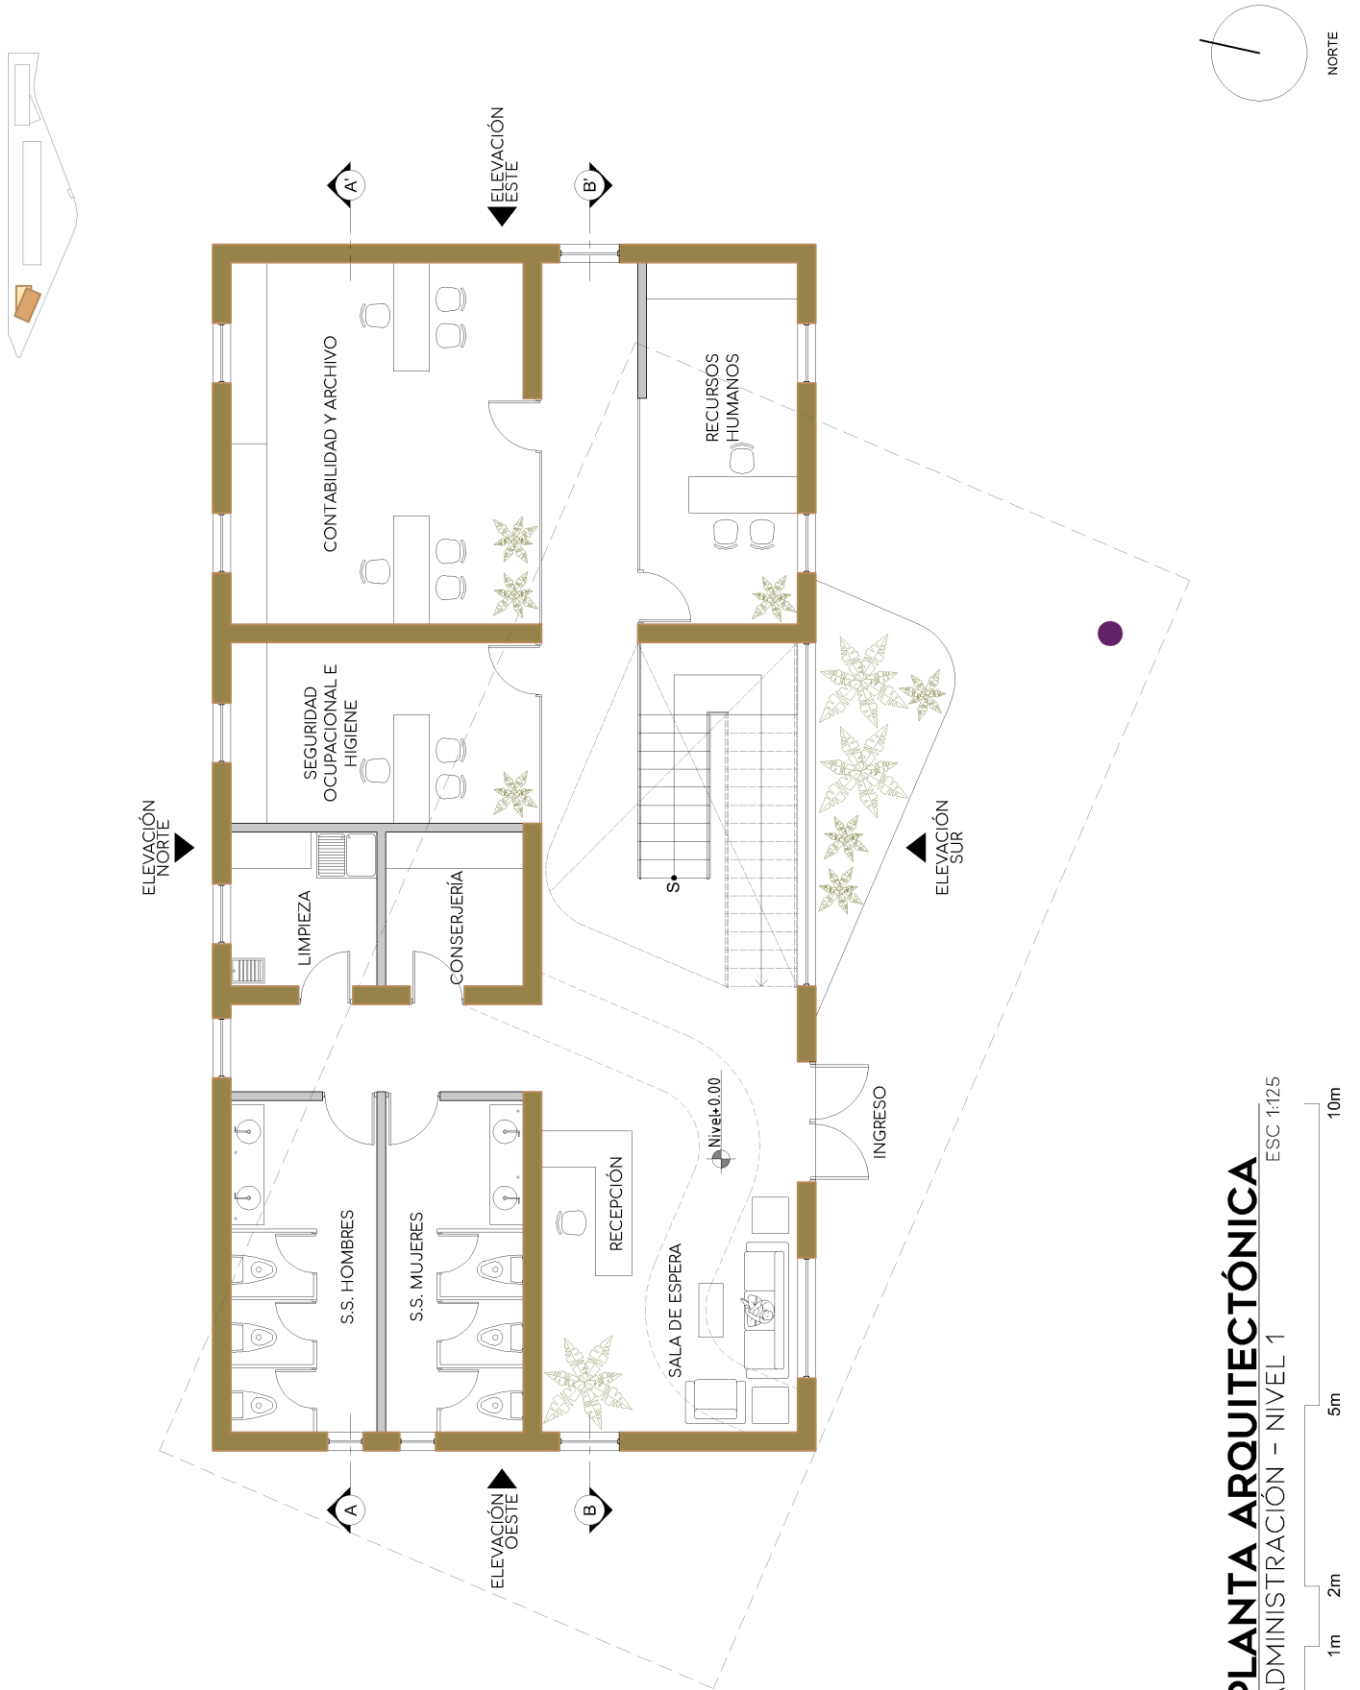 NORTE
ELEVACIÓN
ESTE
A'
B'
CONTABILIDAD Y ARCHIVO
RECURSOS
HUMANOS
SEGURIDAD
OCUPACIONAL E
HIGIENE
ELEVACIÓN
NORTE
ELEVACIÓN
SUR
LIMPIEZA
CONSERJERÍA
S
Nivel+0.00
INGRESO
S.S. HOMBRES
S.S. MUJERES
RECEPCIÓN
SALA DE ESPERA
A
B
ELEVACIÓN
OESTE
PLANTA ARQUITECTÓNICA
ADMINISTRACIÓN - NIVEL 1
ESC 1:125
1m 2m 5m 10m